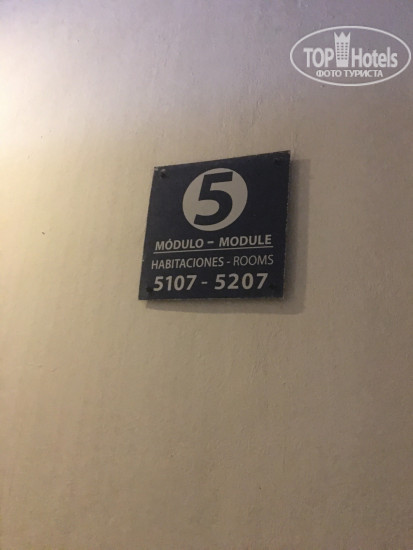 TOP Hotels
ФОТО ТУРИСТА
5
MÓDULO - MODULE
HABITACIONES - ROOMS
5107 - 5207